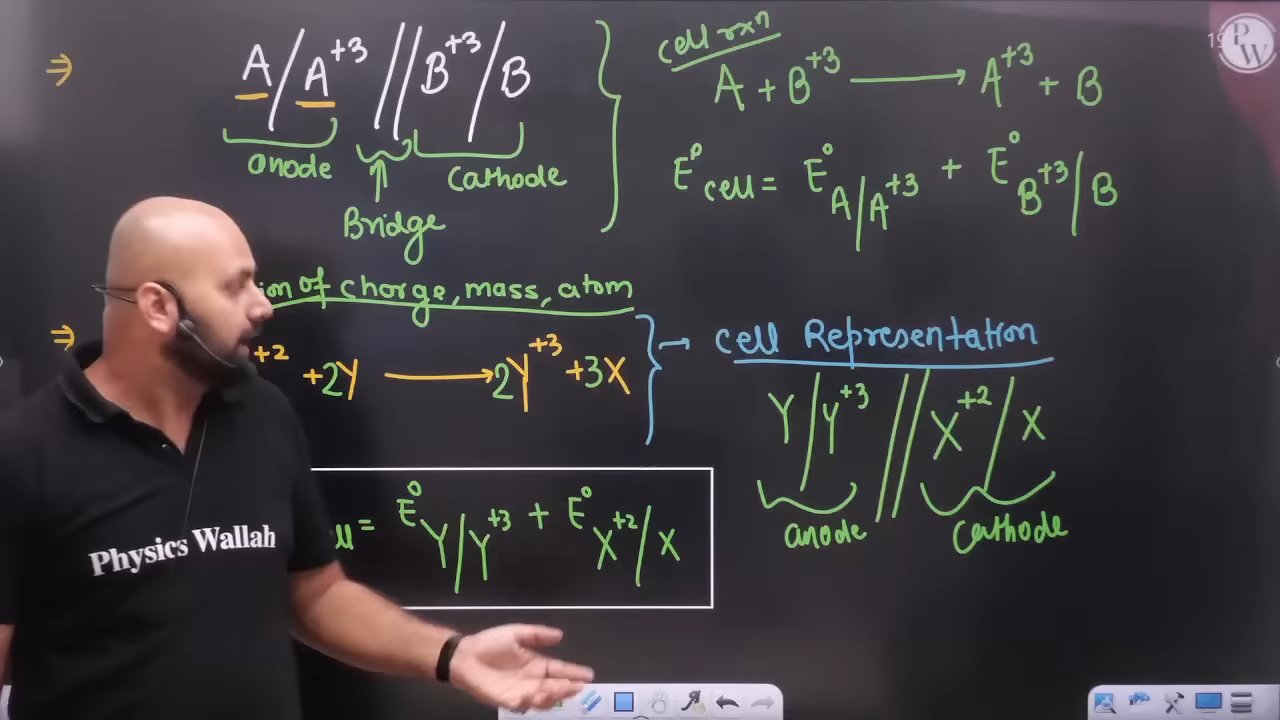 ⇒ A/A⁺³ // B⁺³/B
anode
Bridge
Cathode
cell rxⁿ
A + B⁺³ ⟶ A⁺³ + B
E° cell = E° A/A⁺³ + E° B⁺³/B
of charge, mass, atom
⇒ +2 +2Y ⟶ 2Y⁺³ +3X
→ cell Representation
Y/Y⁺³ // X⁺²/X
anode
Cathode
= E° Y/Y⁺³ + E° X⁺²/X
Physics Wallah
PW